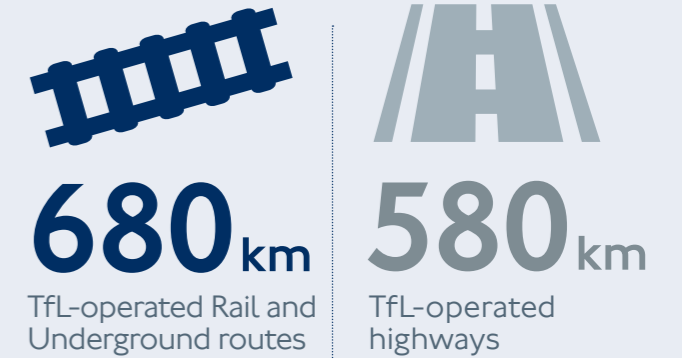 680km
TfL-operated Rail and
Underground routes
580km
TfL-operated
highways